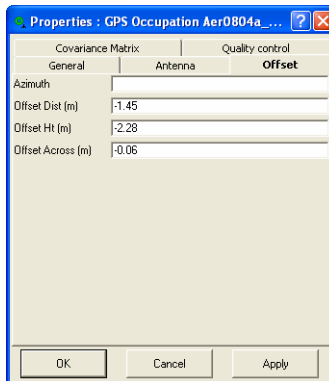 Properties : GPS Occupation Aer0804a_...
Covariance Matrix Quality control
General Antenna Offset
Azimuth
Offset Dist (m) -1.45
Offset Ht (m) -2.28
Offset Across (m) -0.06
OK Cancel Apply